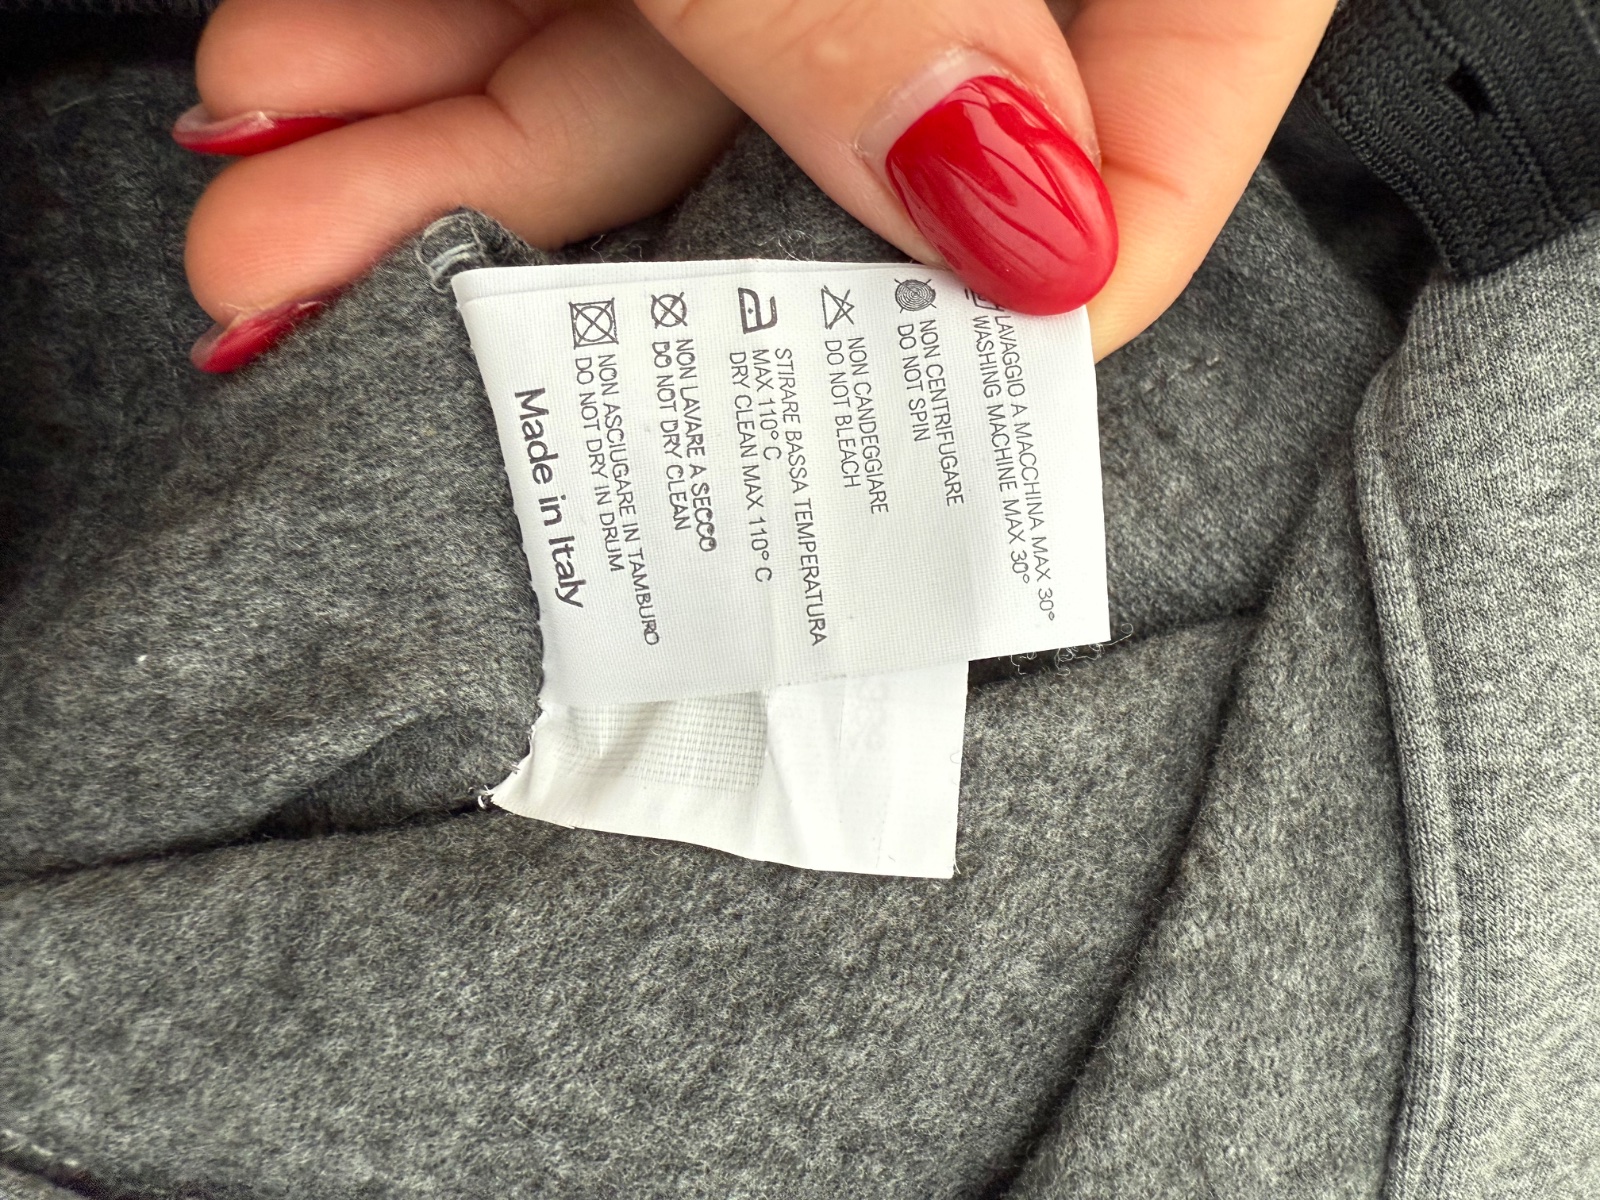 LAVAGGIO A MACCHINA MAX 30°
WASHING MACHINE MAX 30°
NON CENTRIFUGARE
DO NOT SPIN
NON CANDEGGIARE
DO NOT BLEACH
STIRARE BASSA TEMPERATURA
MAX 110° C
DRY CLEAN MAX 110° C
NON LAVARE A SECCO
DO NOT DRY CLEAN
NON ASCIUGARE IN TAMBURO
DO NOT DRY IN DRUM
Made in Italy